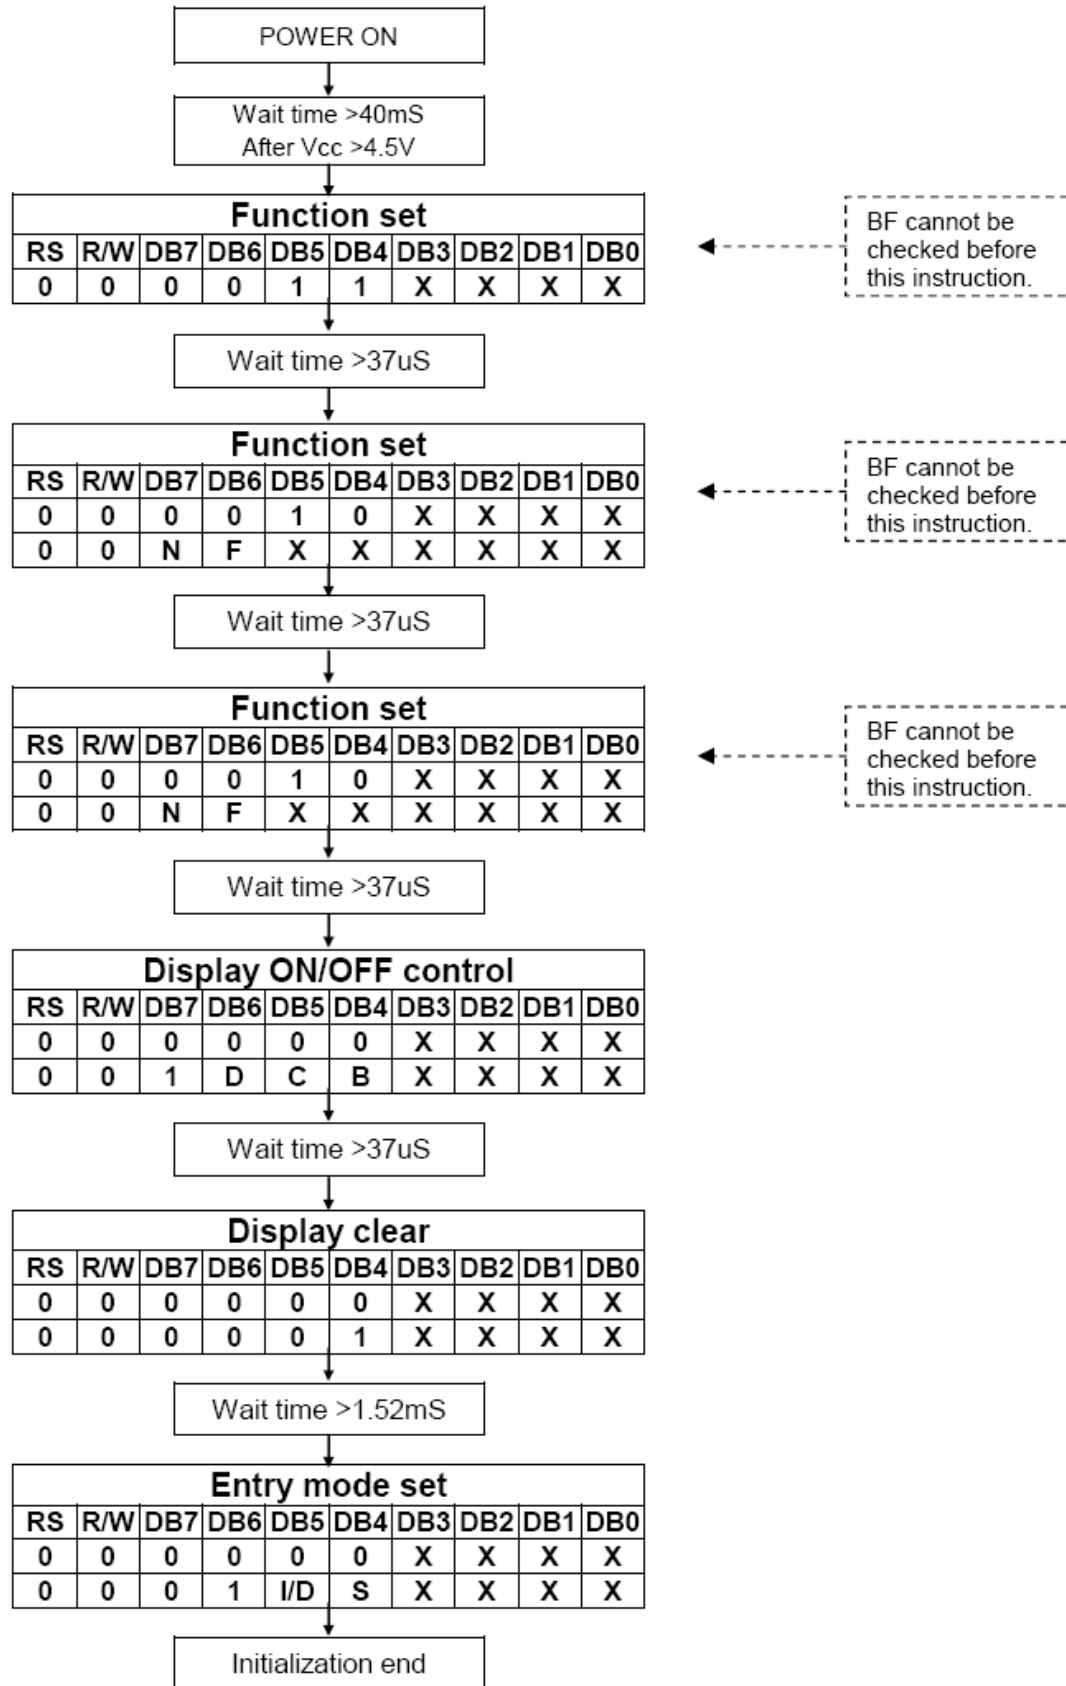 POWER ON
Wait time >40mS
After Vcc >4.5V
Function set
RS R/W DB7 DB6 DB5 DB4 DB3 DB2 DB1 DB0
0 0 0 0 1 1 X X X X
BF cannot be
checked before
this instruction.
Wait time >37uS
Function set
RS R/W DB7 DB6 DB5 DB4 DB3 DB2 DB1 DB0
0 0 0 0 1 0 X X X X
0 0 N F X X X X X X
BF cannot be
checked before
this instruction.
Wait time >37uS
Function set
RS R/W DB7 DB6 DB5 DB4 DB3 DB2 DB1 DB0
0 0 0 0 1 0 X X X X
0 0 N F X X X X X X
BF cannot be
checked before
this instruction.
Wait time >37uS
Display ON/OFF control
RS R/W DB7 DB6 DB5 DB4 DB3 DB2 DB1 DB0
0 0 0 0 0 0 X X X X
0 0 1 D C B X X X X
Wait time >37uS
Display clear
RS R/W DB7 DB6 DB5 DB4 DB3 DB2 DB1 DB0
0 0 0 0 0 0 X X X X
0 0 0 0 0 1 X X X X
Wait time >1.52mS
Entry mode set
RS R/W DB7 DB6 DB5 DB4 DB3 DB2 DB1 DB0
0 0 0 0 0 0 X X X X
0 0 0 1 I/D S X X X X
Initialization end